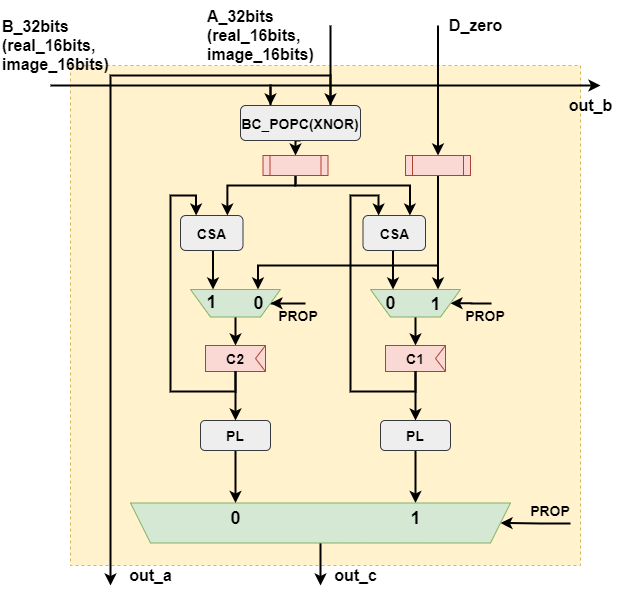 B_32bits
(real_16bits,
image_16bits)
A_32bits
(real_16bits,
image_16bits)
D_zero
out_b
BC_POPC(XNOR)
CSA
CSA
1 0
PROP
0 1
PROP
C2
C1
PL
PL
0 1
PROP
out_a
out_c